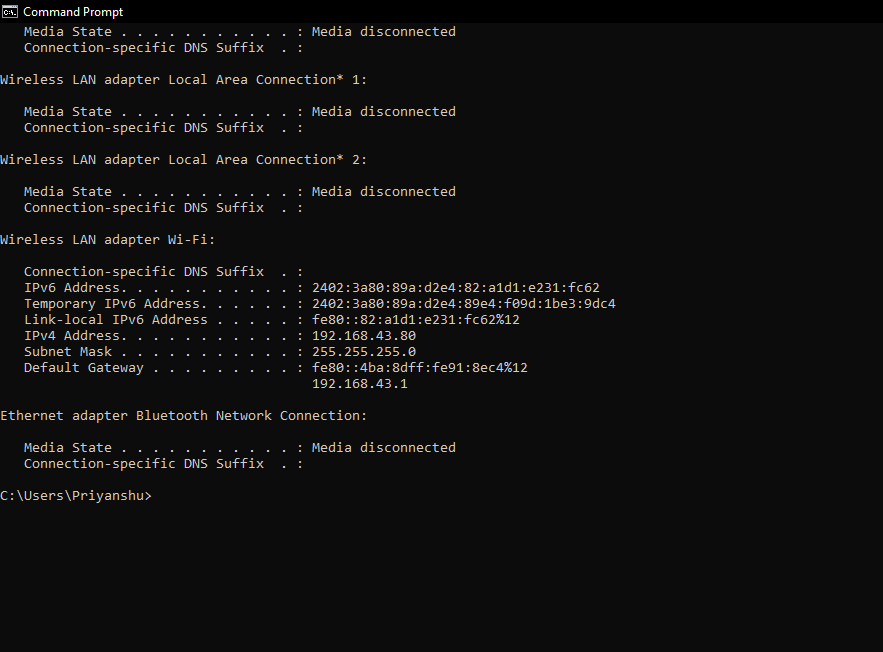 Command Prompt
Media State . . . . . . . . . . . : Media disconnected
Connection-specific DNS Suffix  . :
Wireless LAN adapter Local Area Connection* 1:
Media State . . . . . . . . . . . : Media disconnected
Connection-specific DNS Suffix  . :
Wireless LAN adapter Local Area Connection* 2:
Media State . . . . . . . . . . . : Media disconnected
Connection-specific DNS Suffix  . :
Wireless LAN adapter Wi-Fi:
Connection-specific DNS Suffix  . :
IPv6 Address. . . . . . . . . . . : 2402:3a80:89a:d2e4:82:a1d1:e231:fc62
Temporary IPv6 Address. . . . . . : 2402:3a80:89a:d2e4:89e4:f09d:1be3:9dc4
Link-local IPv6 Address . . . . . : fe80::82:a1d1:e231:fc62%12
IPv4 Address. . . . . . . . . . . : 192.168.43.80
Subnet Mask . . . . . . . . . . . : 255.255.255.0
Default Gateway . . . . . . . . . : fe80::4ba:8dff:fe91:8ec4%12
192.168.43.1
Ethernet adapter Bluetooth Network Connection:
Media State . . . . . . . . . . . : Media disconnected
Connection-specific DNS Suffix  . :
C:\Users\Priyanshu>